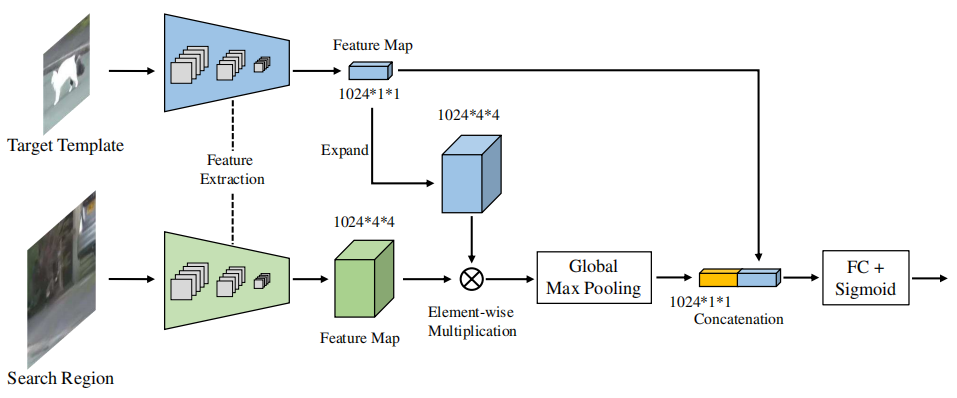 Feature Map
1024*1*1
Target Template
1024*4*4
Expand
Feature
Extraction
1024*4*4
Global
Max Pooling
FC +
Sigmoid
1024*1*1
Concatenation
Element-wise
Multiplication
Feature Map
Search Region